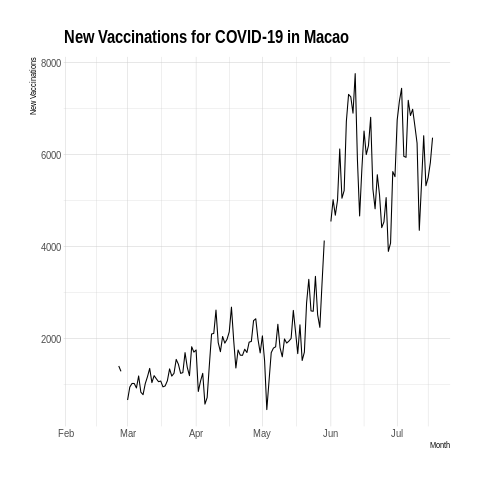 New Vaccinations for COVID-19 in Macao
New Vaccinations
8000
6000
4000
2000
Feb Mar Apr May Jun Jul
Month